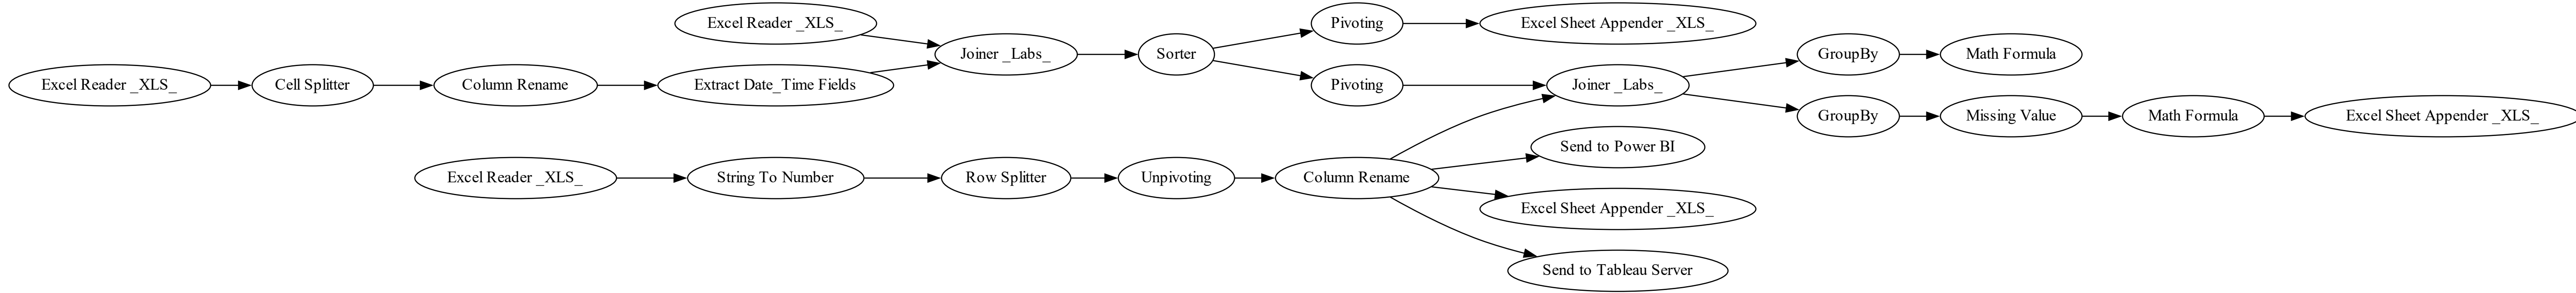 Excel Reader _XLS_
Pivoting
Excel Sheet Appender _XLS_
Joiner _Labs_
Sorter
GroupBy
Math Formula
Excel Reader _XLS_
Cell Splitter
Column Rename
Extract Date_Time Fields
Pivoting
Joiner _Labs_
GroupBy
Missing Value
Math Formula
Excel Sheet Appender _XLS_
Send to Power BI
Excel Reader _XLS_
String To Number
Row Splitter
Unpivoting
Column Rename
Excel Sheet Appender _XLS_
Send to Tableau Server